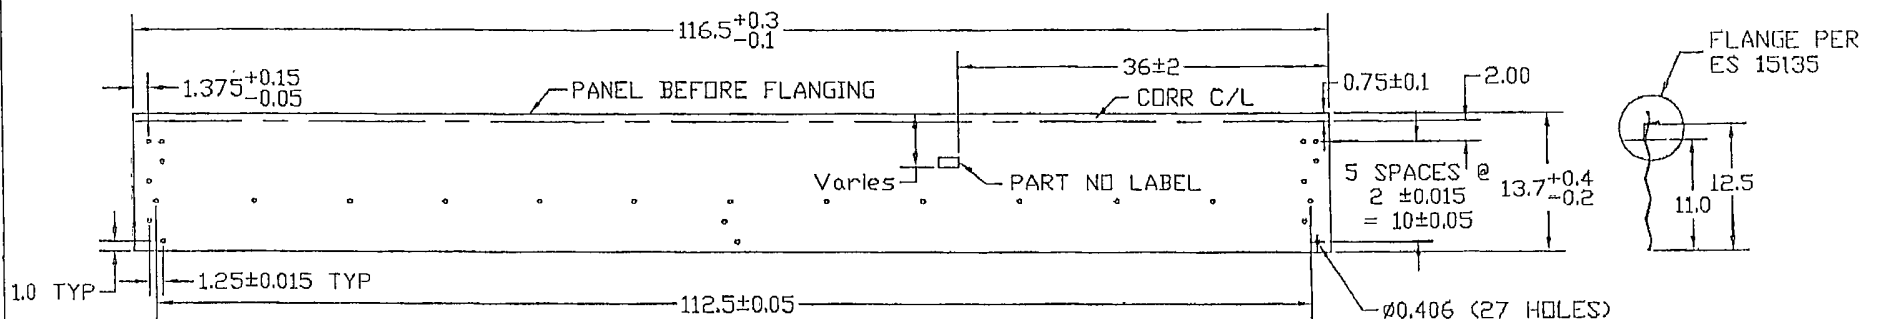 116.5+0.3
-0.1
FLANGE PER
ES 15135
36±2
1.375+0.15
-0.05
PANEL BEFORE FLANGING
CORR C/L
0.75±0.1
2.00
Varies
PART NO LABEL
5 SPACES @
2 ±0.015
= 10±0.05
13.7+0.4
-0.2
11.0
12.5
1.0 TYP
1.25±0.015 TYP
112.5±0.05
ø0.406 (27 HOLES)